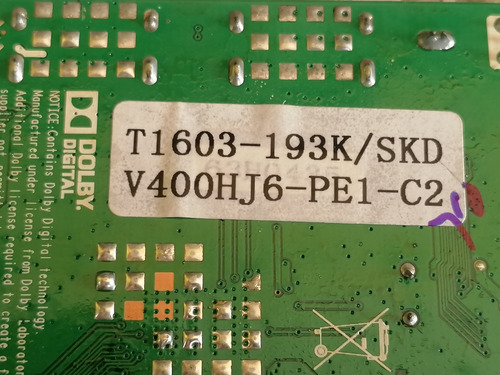 T1603-193K/SKD
V400HJ6-PE1-C2
DOLBY.
DIGITAL
NOTICE:Contains Dolby Digital technology.
Manufactured under license from Dolby Laborator
Additional Dolby license required to create a f